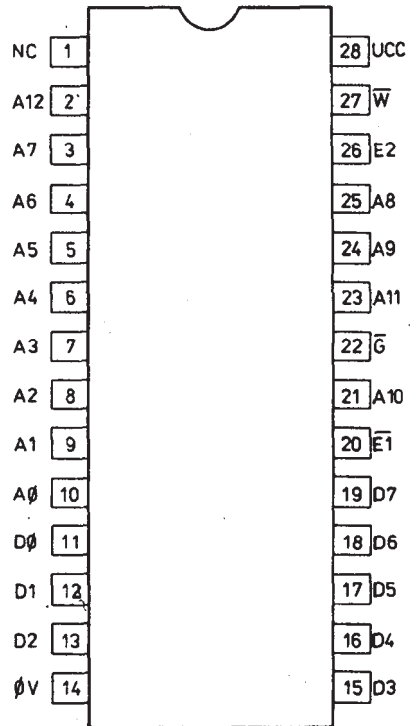 NC 1 28 UCC
A12 2 27 W̅
A7 3 26 E2
A6 4 25 A8
A5 5 24 A9
A4 6 23 A11
A3 7 22 G̅
A2 8 21 A10
A1 9 20 E̅1̅
AØ 10 19 D7
DØ 11 18 D6
D1 12 17 D5
D2 13 16 D4
ØV 14 15 D3